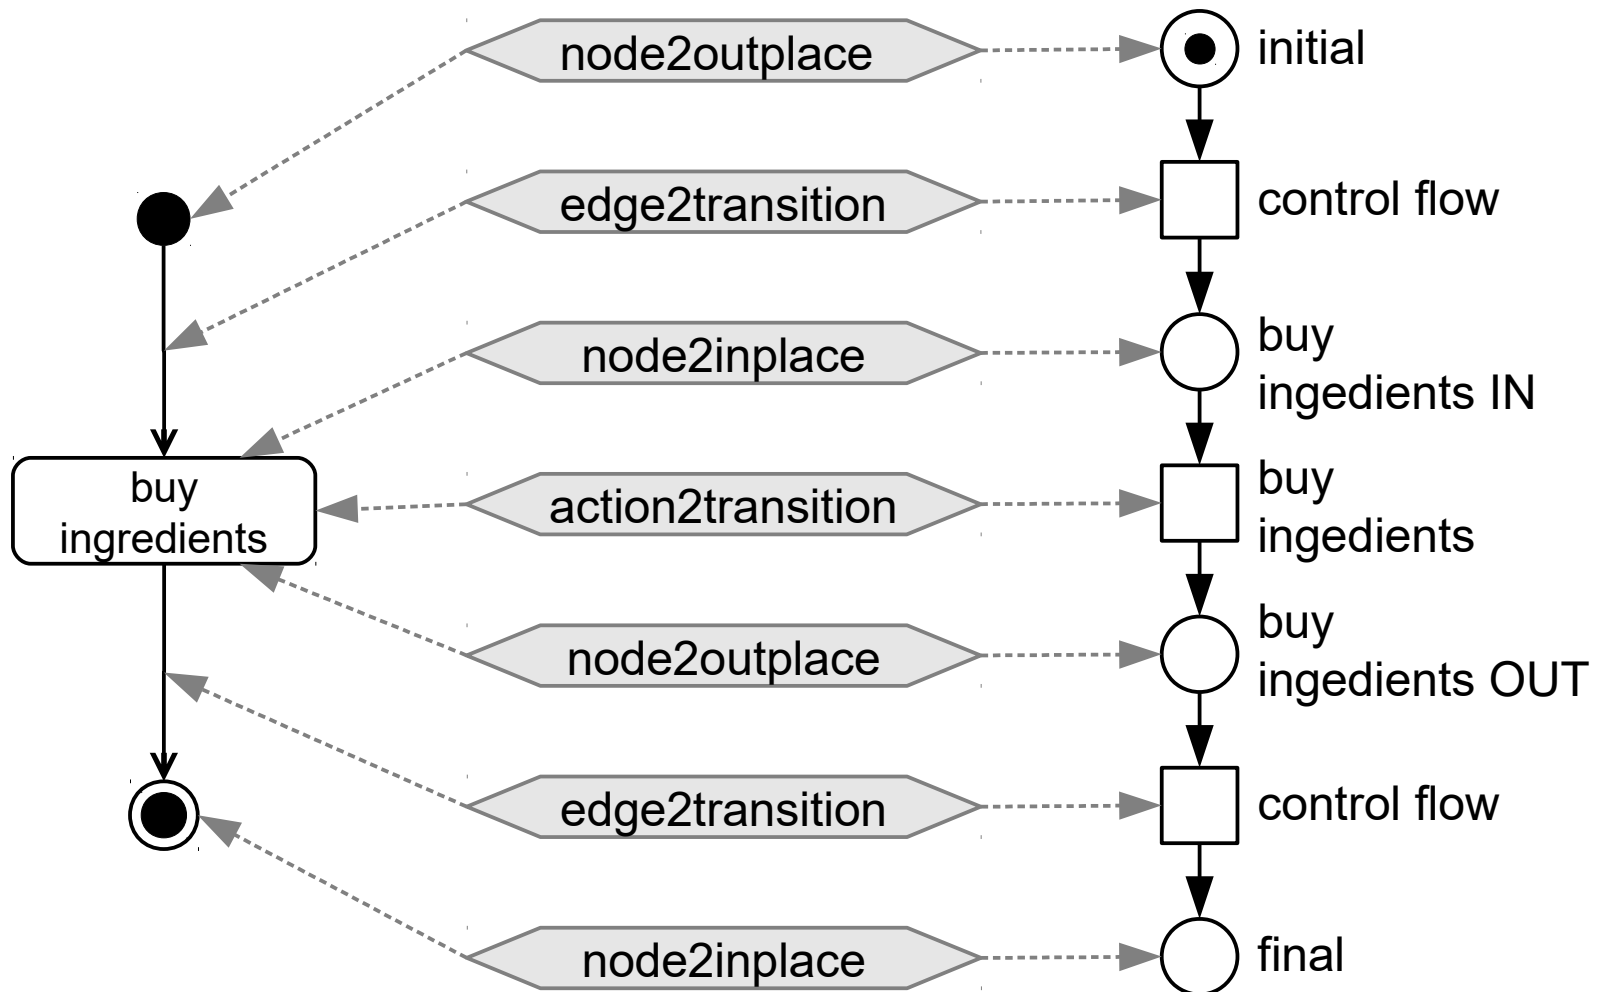 node2outplace
initial
edge2transition
control flow
node2inplace
buy
ingedients IN
buy
ingredients
action2transition
buy
ingedients
node2outplace
buy
ingedients OUT
edge2transition
control flow
node2inplace
final